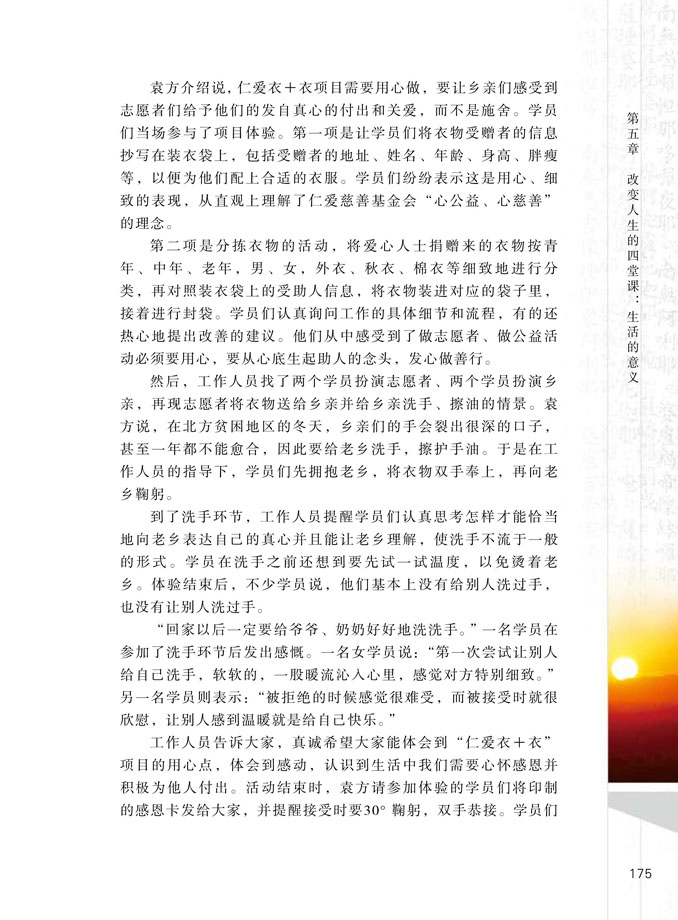 袁方介绍说，仁爱衣＋衣项目需要用心做，要让乡亲们感受到
志愿者们给予他们的发自真心的付出和关爱，而不是施舍。学员
们当场参与了项目体验。第一项是让学员们将衣物受赠者的信息
抄写在装衣袋上，包括受赠者的地址、姓名、年龄、身高、胖瘦
等，以便为他们配上合适的衣服。学员们纷纷表示这是用心、细
致的表现，从直观上理解了仁爱慈善基金会“心公益、心慈善”
的理念。
第二项是分拣衣物的活动，将爱心人士捐赠来的衣物按青
年、中年、老年，男、女，外衣、秋衣、棉衣等细致地进行分
类，再对照装衣袋上的受助人信息，将衣物装进对应的袋子里，
接着进行封袋。学员们认真询问工作的具体细节和流程，有的还
热心地提出改善的建议。他们从中感受到了做志愿者、做公益活
动必须要用心，要从心底生起助人的念头，发心做善行。
然后，工作人员找了两个学员扮演志愿者、两个学员扮演乡
亲，再现志愿者将衣物送给乡亲并给乡亲洗手、擦油的情景。袁
方说，在北方贫困地区的冬天，乡亲们的手会裂出很深的口子，
甚至一年都不能愈合，因此要给老乡洗手，擦护手油。于是在工
作人员的指导下，学员们先拥抱老乡，将衣物双手奉上，再向老
乡鞠躬。
到了洗手环节，工作人员提醒学员们认真思考怎样才能恰当
地向老乡表达自己的真心并且能让老乡理解，使洗手不流于一般
的形式。学员在洗手之前还想到要先试一试温度，以免烫着老
乡。体验结束后，不少学员说，他们基本上没有给别人洗过手，
也没有让别人洗过手。
“回家以后一定要给爷爷、奶奶好好地洗洗手。”一名学员在
参加了洗手环节后发出感慨。一名女学员说：“第一次尝试让别人
给自己洗手，软软的，一股暖流沁入心里，感觉对方特别细致。”
另一名学员则表示：“被拒绝的时候感觉很难受，而被接受时就很
欣慰，让别人感到温暖就是给自己快乐。”
工作人员告诉大家，真诚希望大家能体会到“仁爱衣＋衣”
项目的用心点，体会到感动，认识到生活中我们需要心怀感恩并
积极为他人付出。活动结束时，袁方请参加体验的学员们将印制
的感恩卡发给大家，并提醒接受时要30° 鞠躬，双手恭接。学员们
第五章 改变人生的四堂课：生活的意义
175